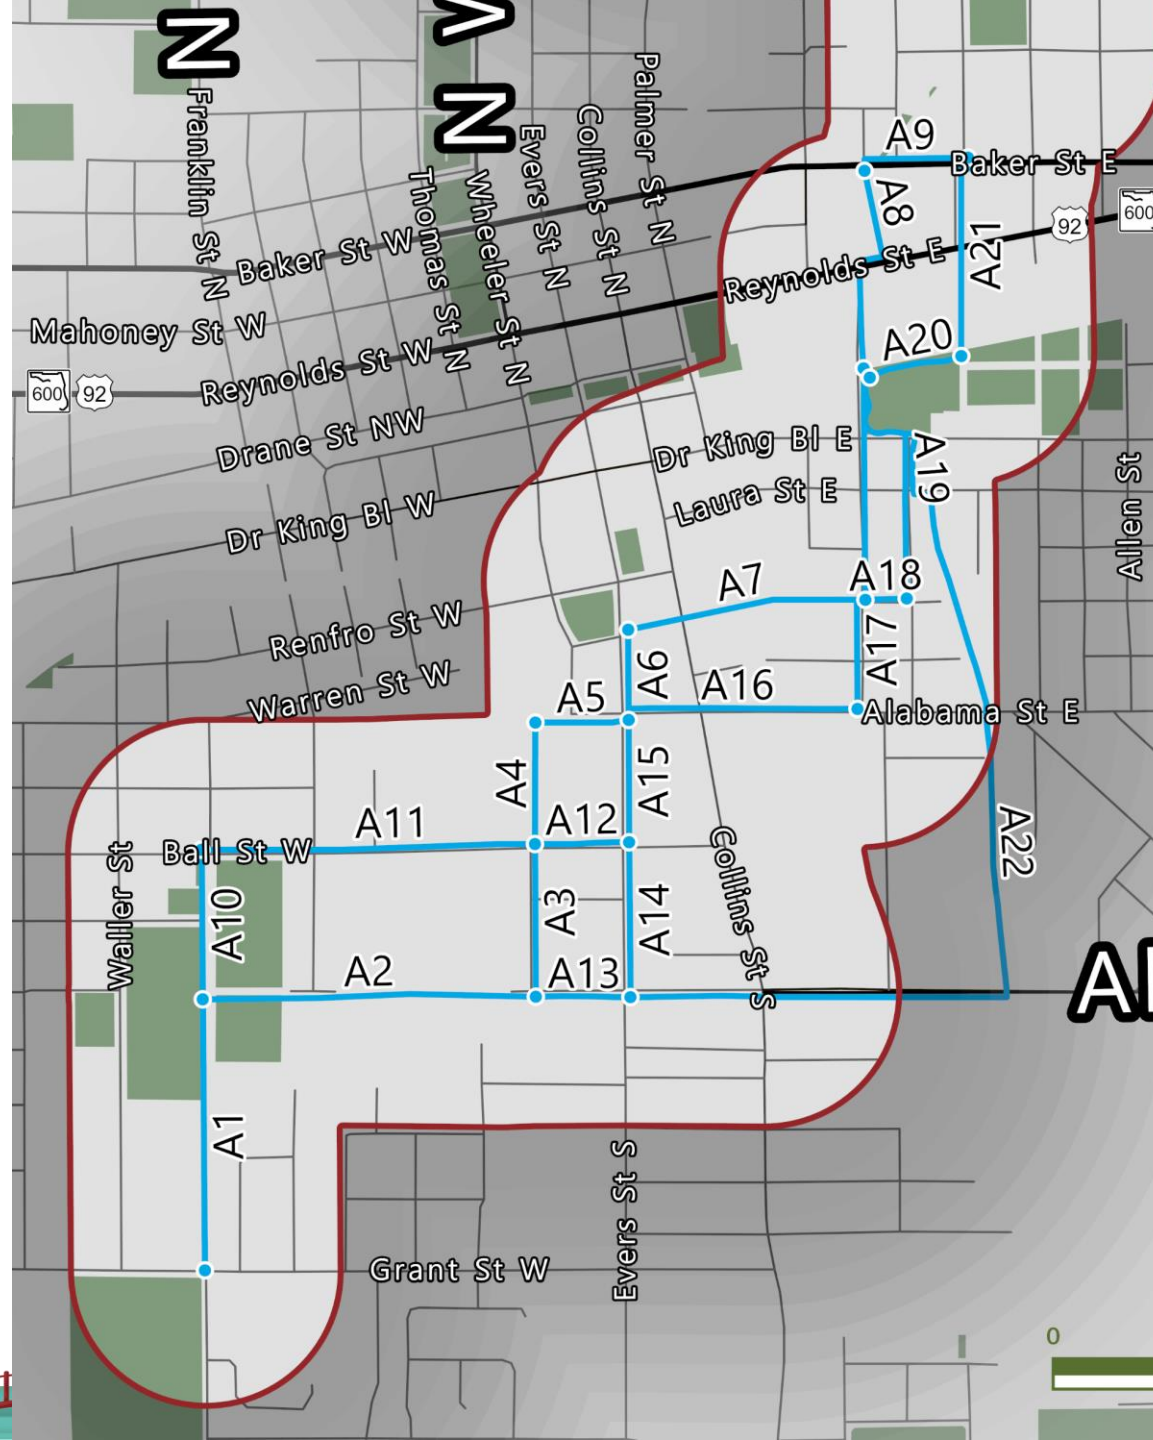 N
N
Franklin St N
Thomas St N
Wheeler St N
Evers St N
Collins St N
Palmer St N
A9
Baker St E
A8
A21
92
600
Baker St W
Reynolds St E
Mahoney St W
A20
Reynolds St W
600
92
Drane St NW
Dr King Bl E
A19
Laura St E
Allen St
Dr King Bl W
A7
A18
Renfro St W
A6
A17
Warren St W
A5
A16
Alabama St E
A4
A15
A12
A11
Ball St W
A22
Waller St
Collins St S
A10
A3
A14
A2
A13
A1
Evers St S
Grant St W
0